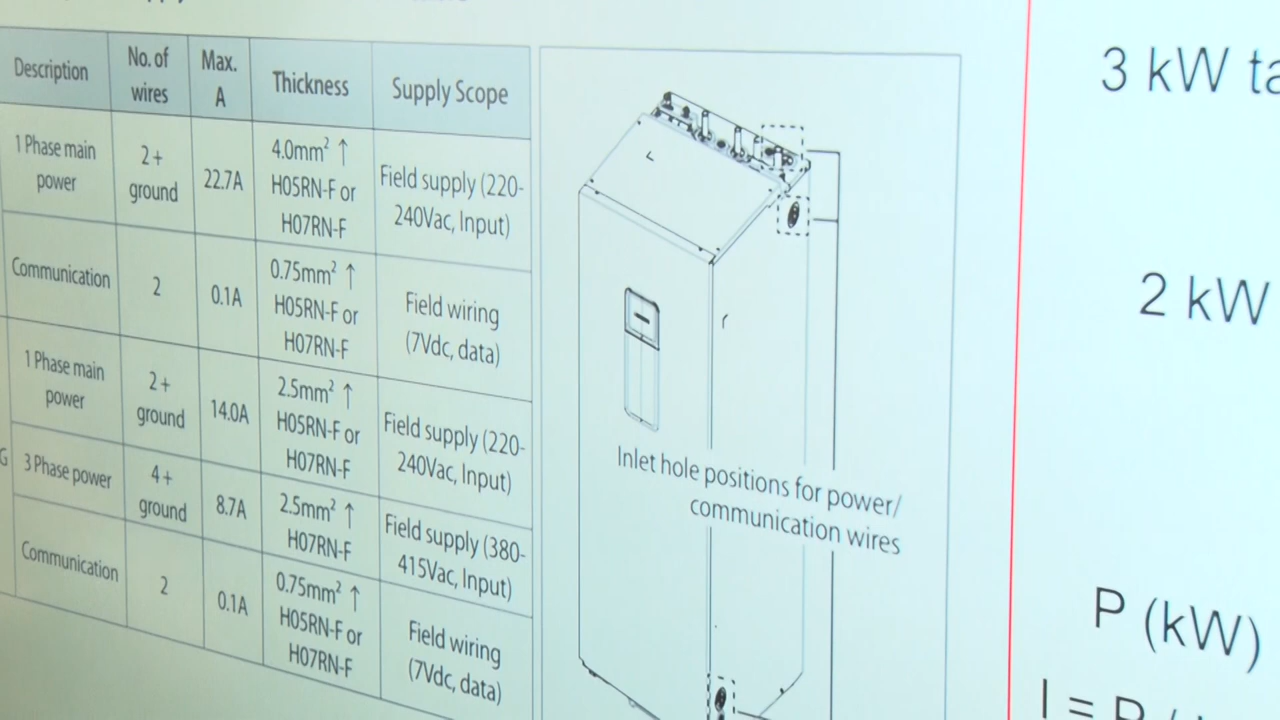 Description
No. of
wires
Max.
A
Thickness
Supply Scope
1 Phase main
power
2 +
ground
22.7A
4.0mm² ↑
H05RN-F or
H07RN-F
Field supply (220-
240Vac, Input)
Communication
2
0.1A
0.75mm² ↑
H05RN-F or
H07RN-F
Field wiring
(7Vdc, data)
1 Phase main
power
2 +
ground
14.0A
2.5mm² ↑
H05RN-F or
H07RN-F
Field supply (220-
240Vac, Input)
G
3 Phase power
4 +
ground
8.7A
2.5mm² ↑
H07RN-F
Field supply (380-
415Vac, Input)
Communication
2
0.1A
0.75mm² ↑
H05RN-F or
H07RN-F
Field wiring
(7Vdc, data)
Inlet hole positions for power/
communication wires
3 kW
2 kW
P (kW)
I = P /